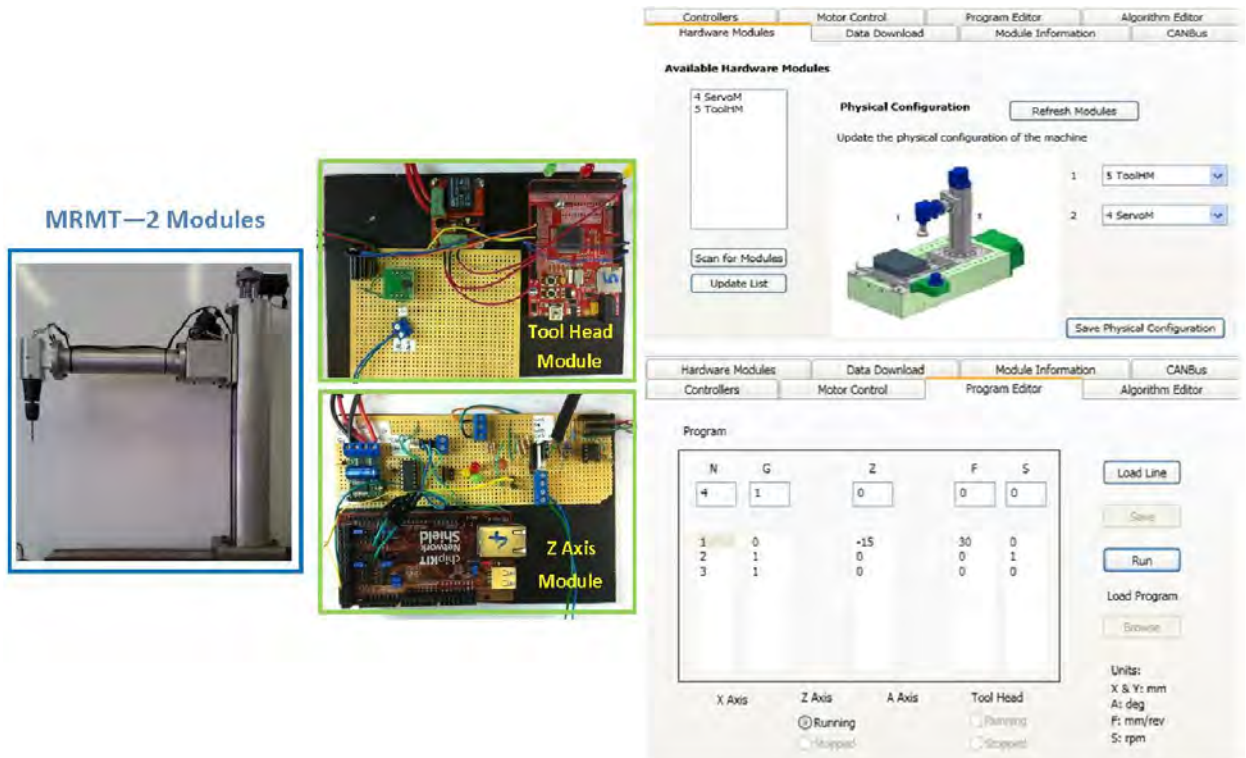 MRMT—2 Modules
Tool Head
Module
Z Axis
Module
chipKIT
Network
Shield
Controllers Motor Control Program Editor Algorithm Editor
Hardware Modules Data Download Module Information CANBus
Available Hardware Modules
4 ServoM
5 ToolHM
Scan for Modules
Update List
Physical Configuration
Refresh Modules
Update the physical configuration of the machine
1 5 ToolHM
2 4 ServoM
1 1
Save Physical Configuration
Hardware Modules Data Download Module Information CANBus
Controllers Motor Control Program Editor Algorithm Editor
Program
N G Z F S
4 1 0 0 0
1 0 -15 30 0
2 1 0 0 1
3 1 0 0 0
Load Line
Save
Run
Load Program
Browse
Units:
X & Y: mm
A: deg
F: mm/rev
S: rpm
X Axis Z Axis A Axis Tool Head
Running Running
Stopped Stopped